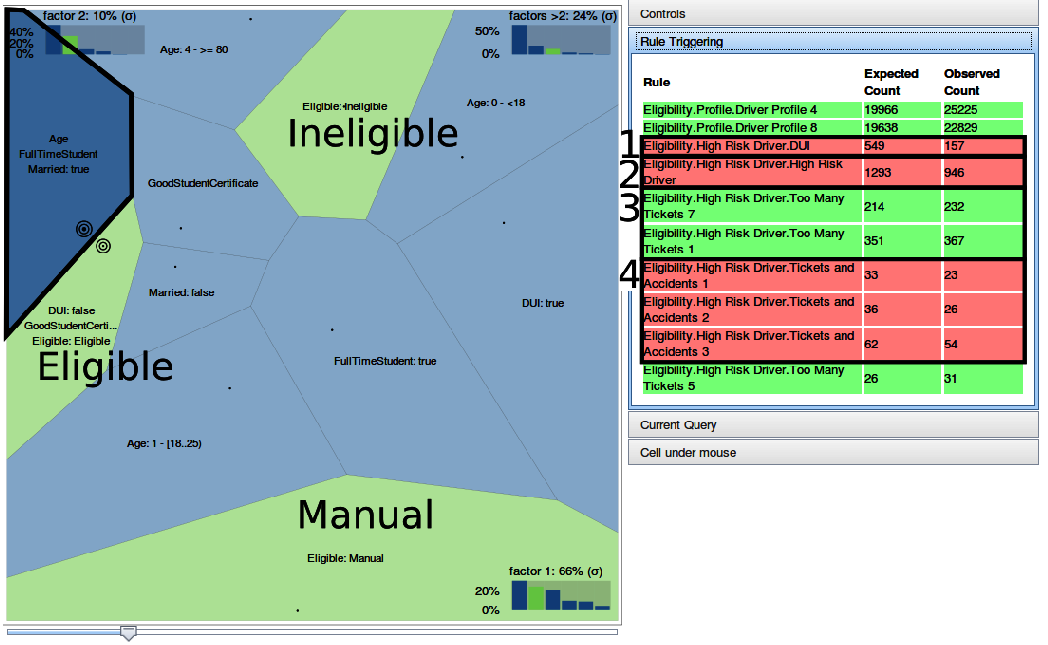 factor 2: 10% (σ)
40%
20%
0%
Age: 4 - >= 80
factors >2: 24% (σ)
50%
0%
Eligible: Ineligible
Ineligible
Age: 0 - <18
Age
FullTimeStudent
Married: true
GoodStudentCertificate
Married: false
DUI: true
DUI: false
GoodStudentCerti...
Eligible: Eligible
Eligible
FullTimeStudent: true
Age: 1 - [18..25)
Manual
Eligible: Manual
factor 1: 66% (σ)
20%
0%
Controls
Rule Triggering
Rule Expected Count Observed Count
Eligibility.Profile.Driver Profile 4 19966 25225
Eligibility.Profile.Driver Profile 8 19638 22829
1 Eligibility.High Risk Driver.DUI 549 157
2 Eligibility.High Risk Driver.High Risk
Driver 1293 946
3 Eligibility.High Risk Driver.Too Many
Tickets 7 214 232
Eligibility.High Risk Driver.Too Many
Tickets 1 351 367
4 Eligibility.High Risk Driver.Tickets and
Accidents 1 33 23
Eligibility.High Risk Driver.Tickets and
Accidents 2 36 26
Eligibility.High Risk Driver.Tickets and
Accidents 3 62 54
Eligibility.High Risk Driver.Too Many
Tickets 5 26 31
Current Query
Cell under mouse